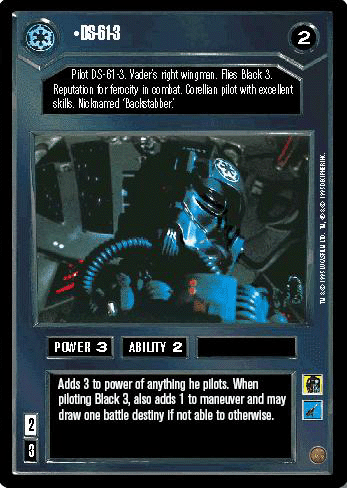 •DS-61-3
2
Pilot DS-61-3. Vader's right wingman. Flies Black 3.
Reputation for ferocity in combat. Corellian pilot with excellent
skills. Nicknamed 'Backstabber.'
POWER 3
ABILITY 2
Adds 3 to power of anything he pilots. When
piloting Black 3, also adds 1 to maneuver and may
draw one battle destiny if not able to otherwise.
2
3